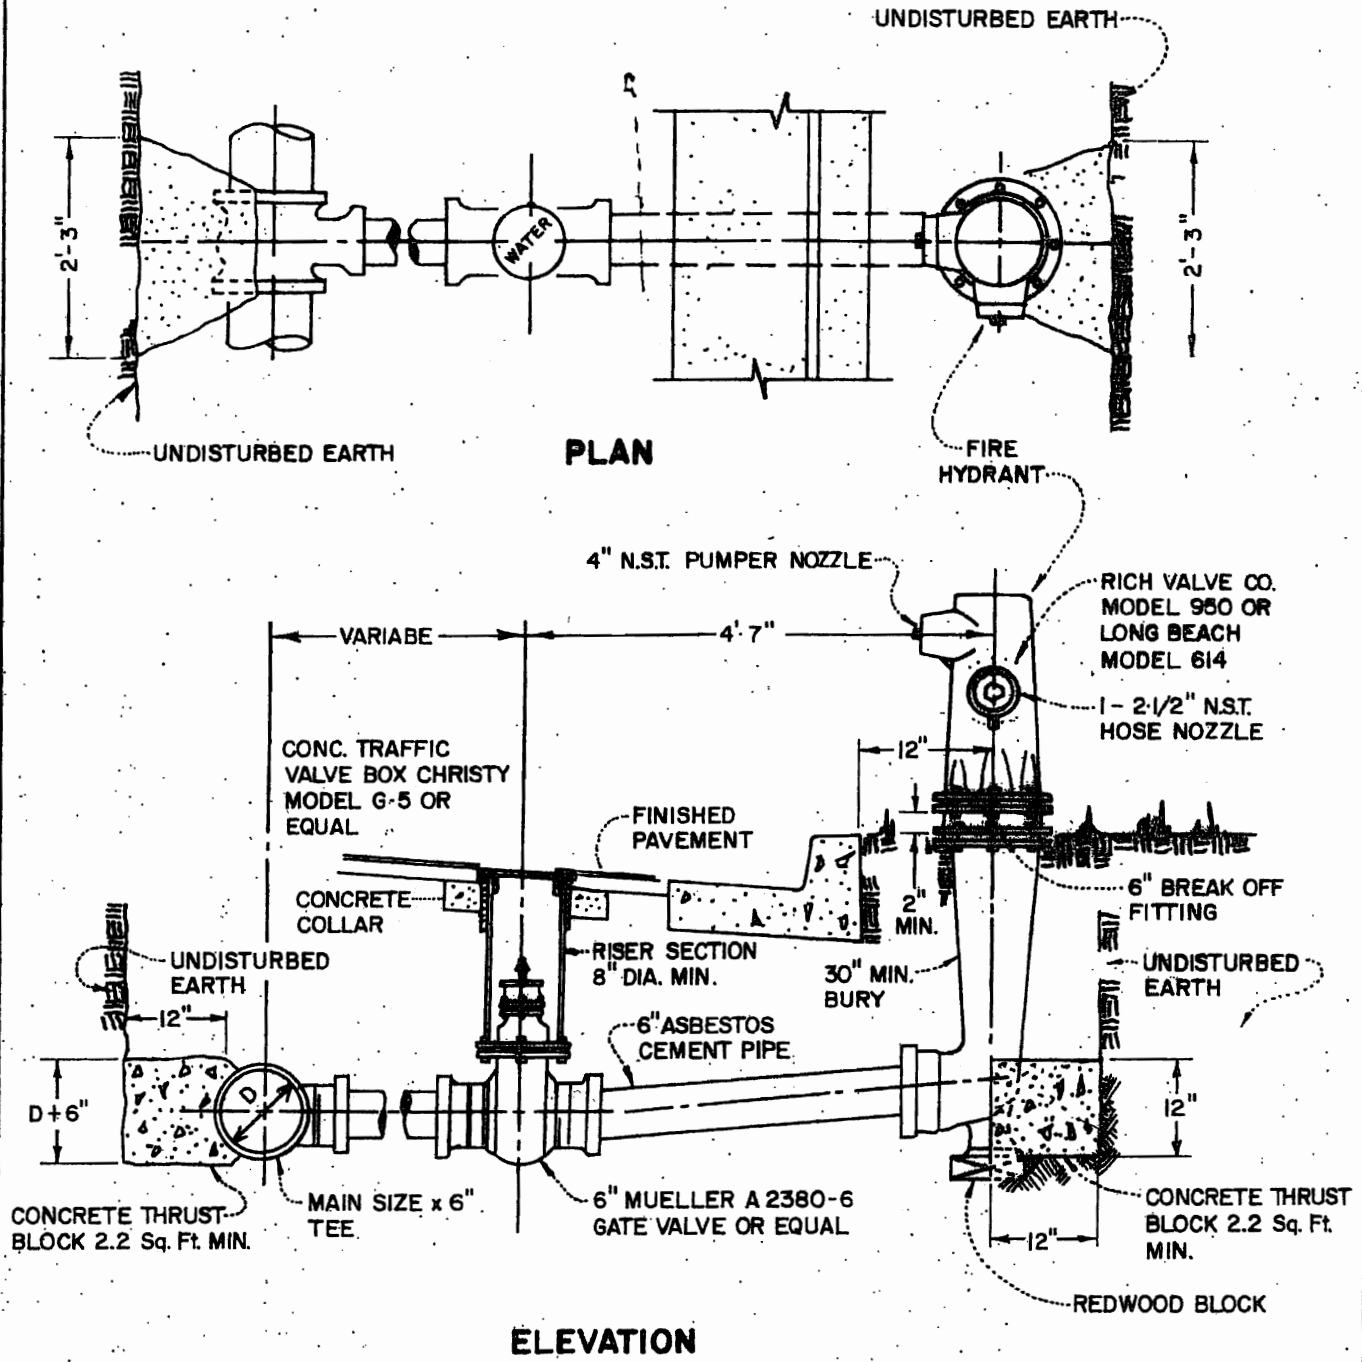 UNDISTURBED EARTH
2'-3"
WATER
2'-3"
UNDISTURBED EARTH
PLAN
FIRE
HYDRANT
4" N.S.T. PUMPER NOZZLE
RICH VALVE CO.
MODEL 950 OR
LONG BEACH
MODEL 614
VARIABE
4'-7"
1- 2-1/2" N.S.T.
HOSE NOZZLE
12"
CONC. TRAFFIC
VALVE BOX CHRISTY
MODEL G-5 OR
EQUAL
FINISHED
PAVEMENT
CONCRETE
COLLAR
6" BREAK OFF
FITTING
2"
MIN.
RISER SECTION
8" DIA. MIN.
30" MIN.
BURY
UNDISTURBED
EARTH
UNDISTURBED
EARTH
12"
6" ASBESTOS
CEMENT PIPE
D
D+6"
12"
MAIN SIZE x 6"
TEE
6" MUELLER A 2380-6
GATE VALVE OR EQUAL
CONCRETE THRUST
BLOCK 2.2 Sq. Ft. MIN.
CONCRETE THRUST
BLOCK 2.2 Sq. Ft.
MIN.
12"
REDWOOD BLOCK
ELEVATION